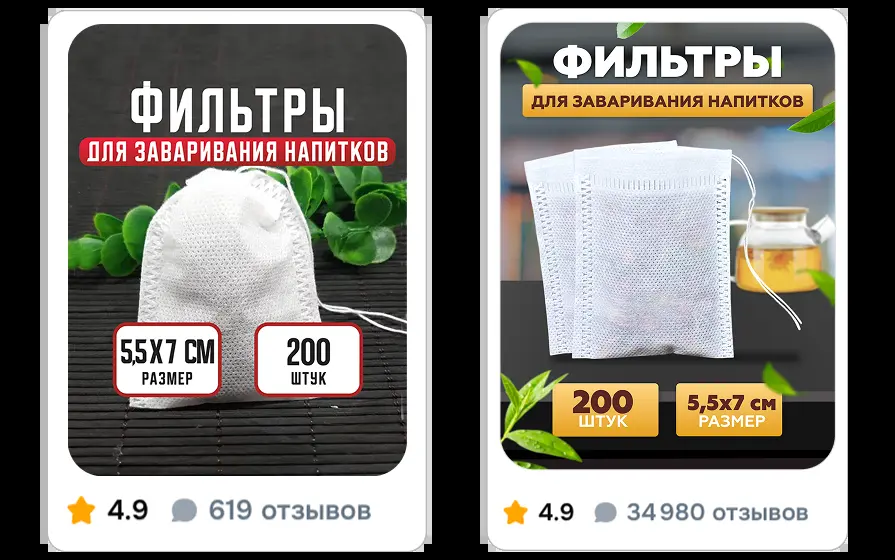 ФИЛЬТРЫ
ДЛЯ ЗАВАРИВАНИЯ НАПИТКОВ
5,5Х7 СМ
РАЗМЕР
200
ШТУК
4.9
619 отзывов
ФИЛЬТРЫ
ДЛЯ ЗАВАРИВАНИЯ НАПИТКОВ
200
ШТУК
5,5х7 см
РАЗМЕР
4.9
34 980 отзывов